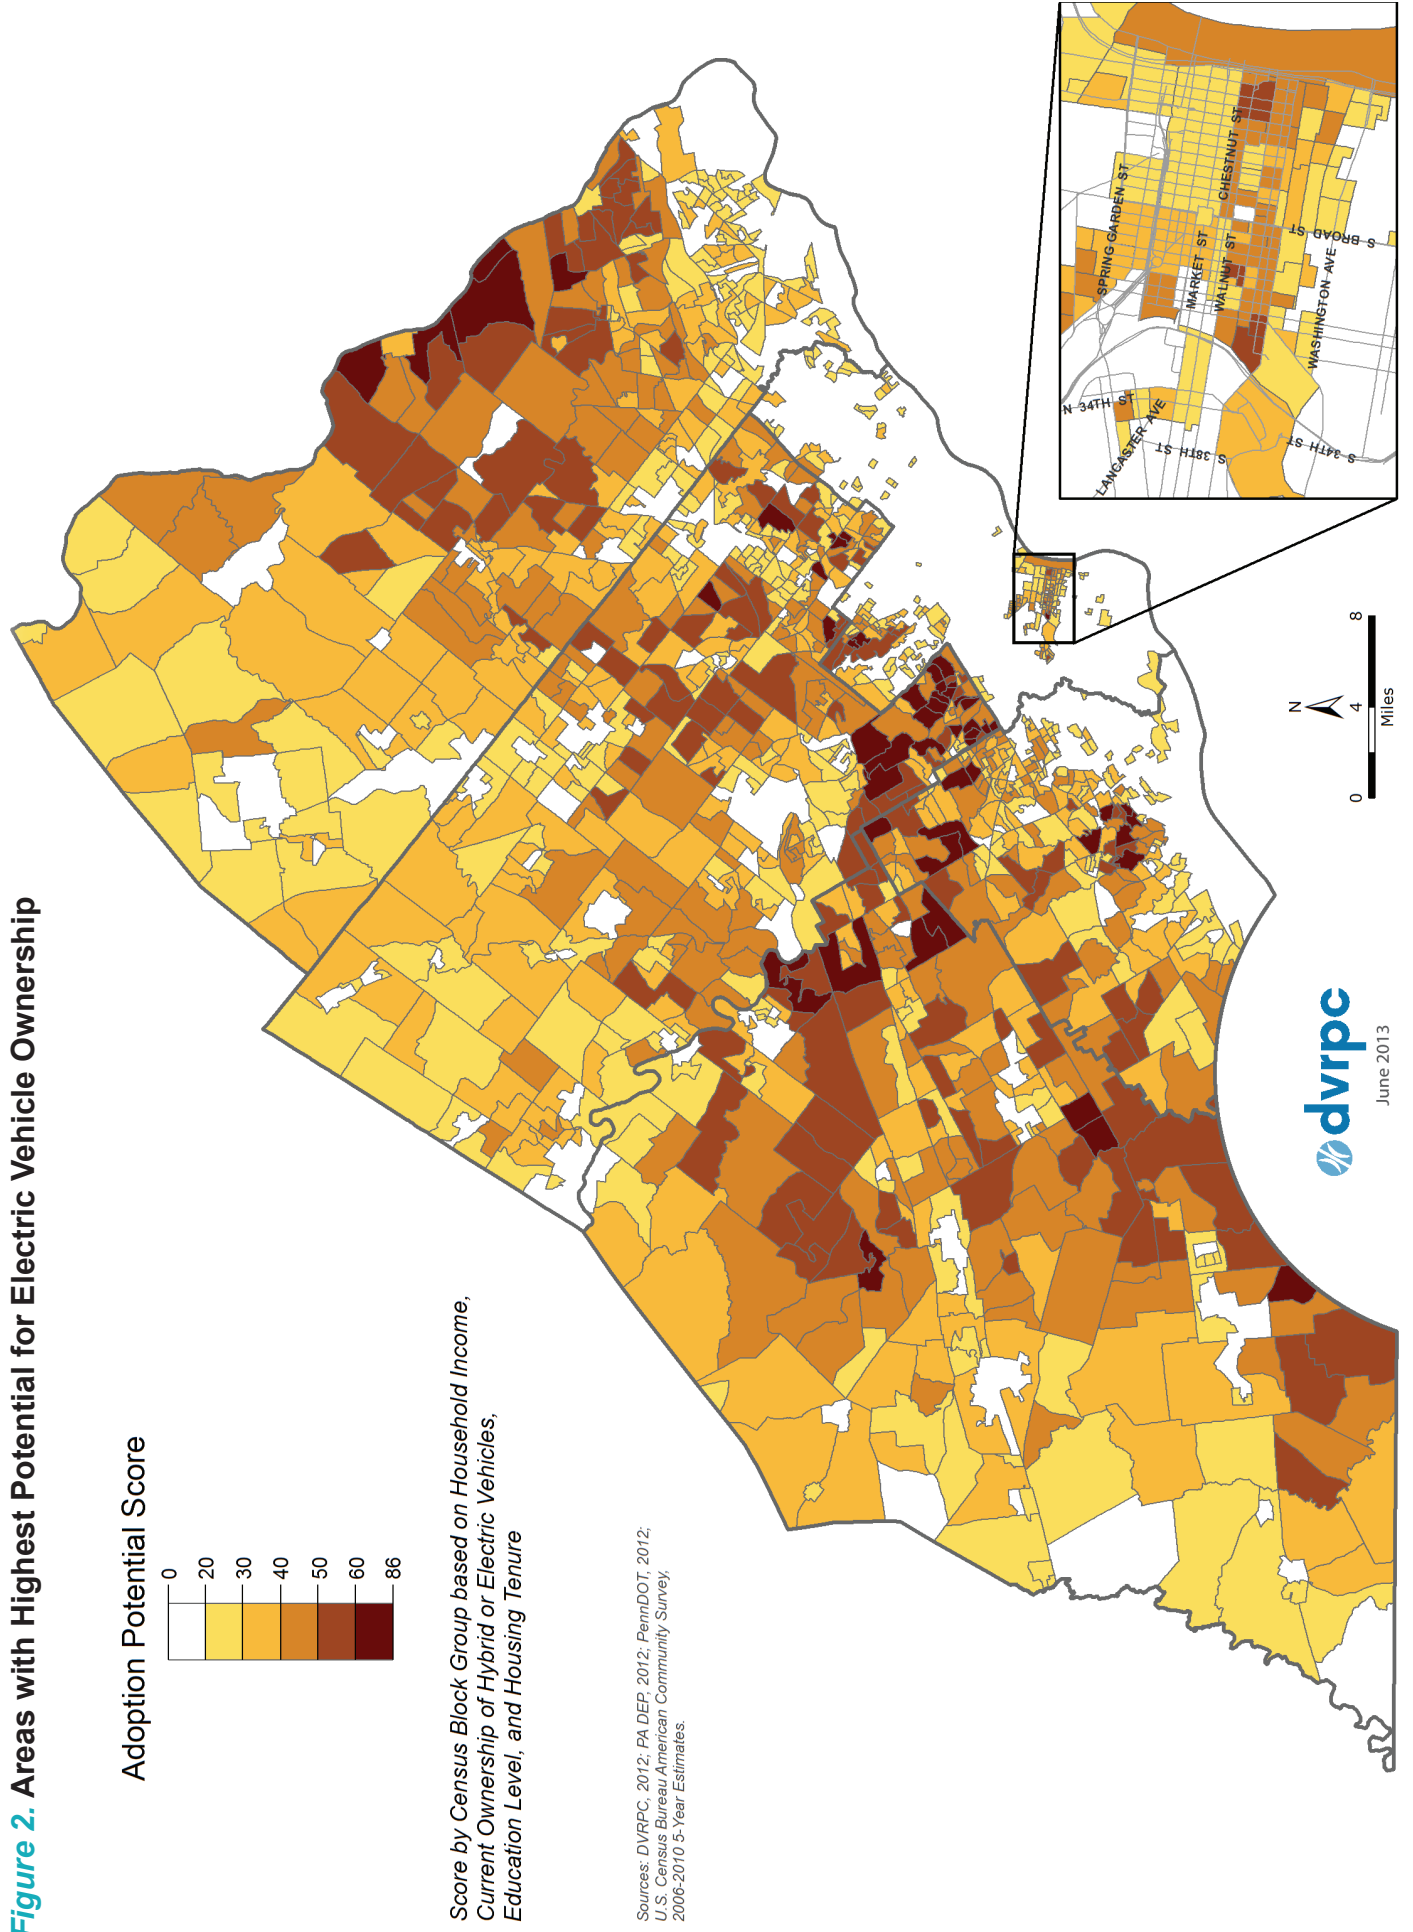 Figure 2. Areas with Highest Potential for Electric Vehicle Ownership
Adoption Potential Score
0
20
30
40
50
60
86
Score by Census Block Group based on Household Income,
Current Ownership of Hybrid or Electric Vehicles,
Education Level, and Housing Tenure
Sources: DVRPC, 2012; PA DEP, 2012; PennDOT, 2012;
U.S. Census Bureau American Community Survey,
2006-2010 5-Year Estimates.
SPRING GARDEN ST
CHESTNUT ST
MARKET ST
WALNUT ST
S BROAD ST
WASHINGTON AVE
N 34TH ST
LANCASTER AVE
S 38TH ST
S 34TH ST
N
0 4 8
Miles
dvrpc
June 2013